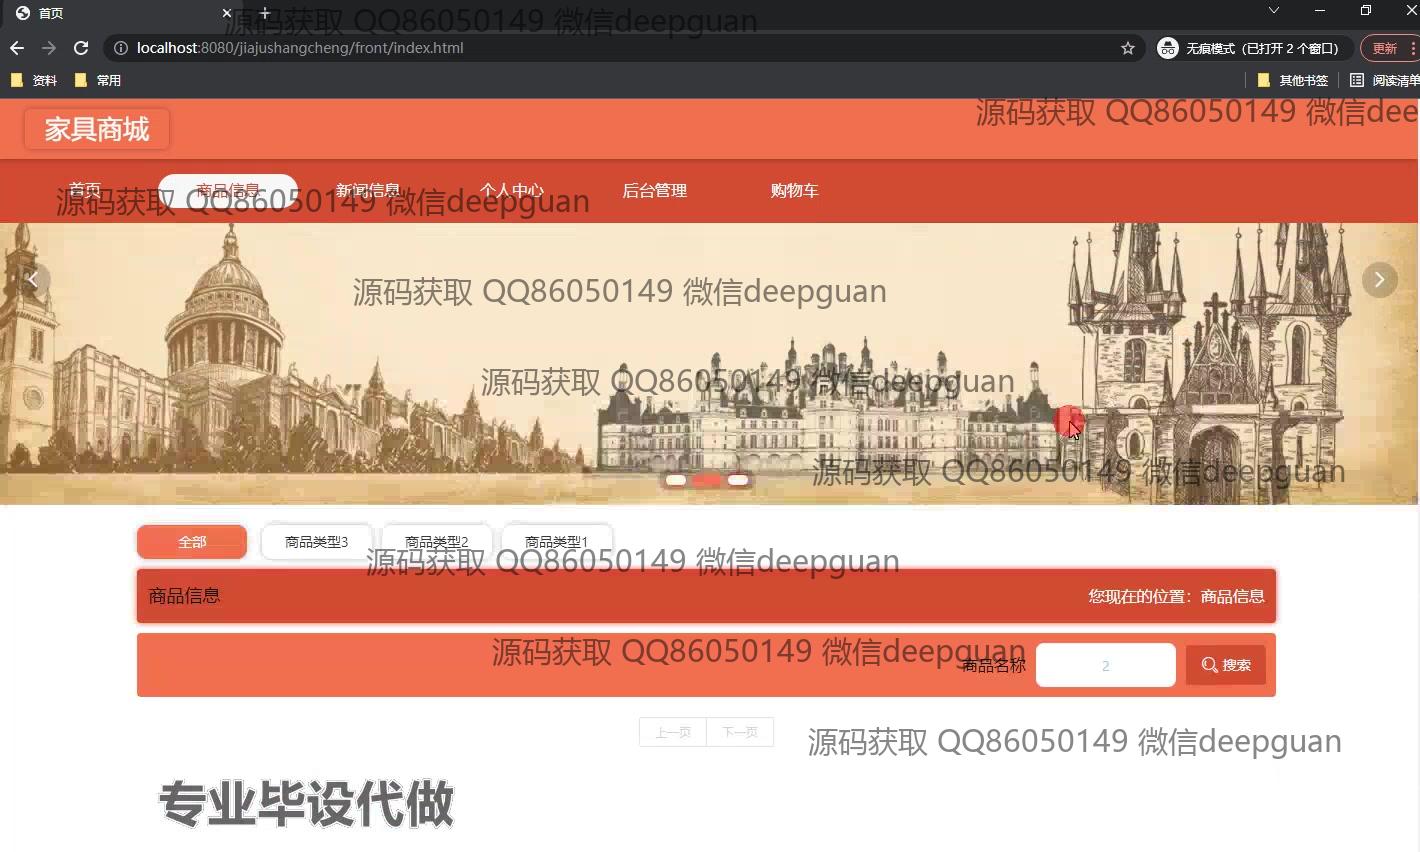 首页
源码获取 QQ86050149 微信deepguan
localhost:8080/jiajushangcheng/front/index.html
无痕模式（已打开 2 个窗口）
更新
资料
常用
其他书签
阅读清单
家具商城
源码获取 QQ86050149 微信dee
首页
商品信息
新闻信息
个人中心
后台管理
购物车
源码获取 QQ86050149 微信deepguan
源码获取 QQ86050149 微信deepguan
源码获取 QQ86050149 微信deepguan
源码获取 QQ86050149 微信deepguan
全部
商品类型3
商品类型2
商品类型1
源码获取 QQ86050149 微信deepguan
商品信息
您现在的位置：商品信息
源码获取 QQ86050149 微信deepguan
商品名称
2
搜索
上一页
下一页
源码获取 QQ86050149 微信deepguan
专业毕设代做